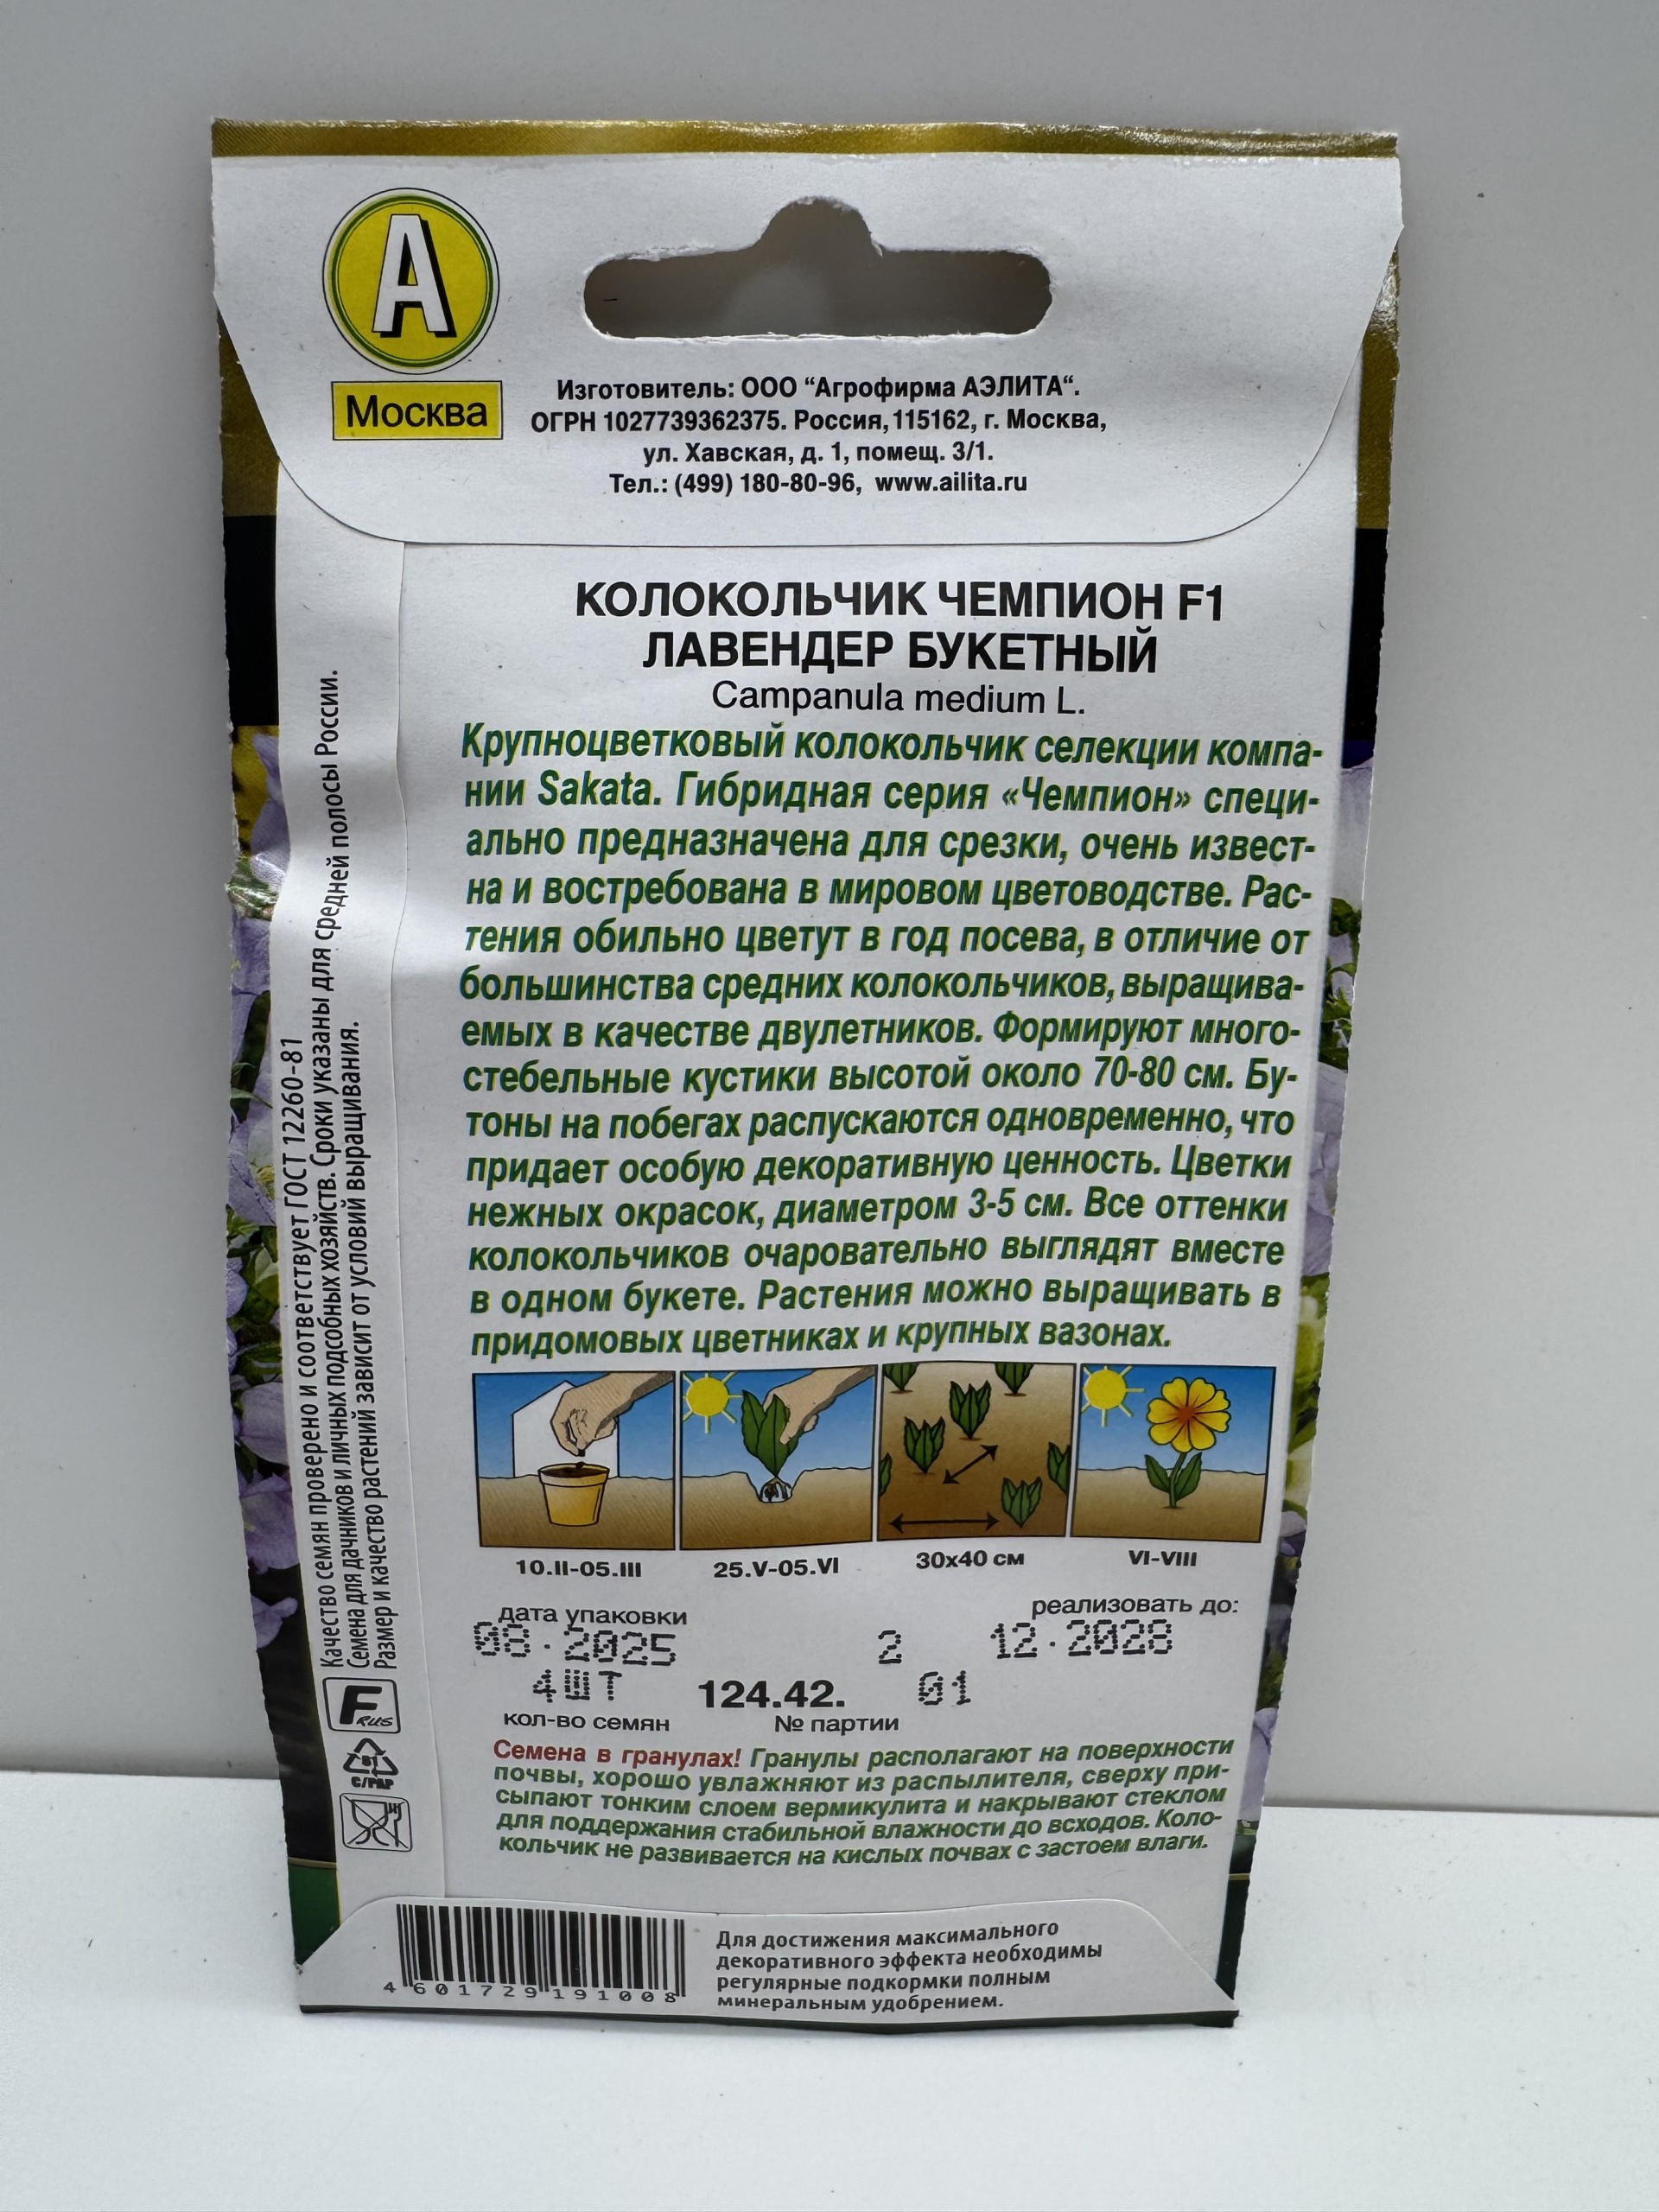 А
Москва
Изготовитель: ООО “Агрофирма АЭЛИТА“.
ОГРН 1027739362375. Россия, 115162, г. Москва,
ул. Хавская, д. 1, помещ. 3/1.
Тел.: (499) 180-80-96, www.ailita.ru
КОЛОКОЛЬЧИК ЧЕМПИОН F1
ЛАВЕНДЕР БУКЕТНЫЙ
Campanula medium L.
Крупноцветковый колокольчик селекции компа-
нии Sakata. Гибридная серия «Чемпион» специ-
ально предназначена для срезки, очень извест-
на и востребована в мировом цветоводстве. Рас-
тения обильно цветут в год посева, в отличие от
большинства средних колокольчиков, выращива-
емых в качестве двулетников. Формируют много-
стебельные кустики высотой около 70-80 см. Бу-
тоны на побегах распускаются одновременно, что
придает особую декоративную ценность. Цветки
нежных окрасок, диаметром 3-5 см. Все оттенки
колокольчиков очаровательно выглядят вместе
в одном букете. Растения можно выращивать в
придомовых цветниках и крупных вазонах.
10.II-05.III
25.V-05.VI
30х40 см
VI-VIII
дата упаковки
реализовать до:
08.2025 2 12.2028
4ШТ 124.42. 01
кол-во семян
№ партии
Семена в гранулах! Гранулы располагают на поверхности
почвы, хорошо увлажняют из распылителя, сверху при-
сыпают тонким слоем вермикулита и накрывают стеклом
для поддержания стабильной влажности до всходов. Коло-
кольчик не развивается на кислых почвах с застоем влаги.
Качество семян проверено и соответствует ГОСТ 12260-81
Семена для дачников и личных подсобных хозяйств. Сроки указаны для средней полосы России.
Размер и качество растений зависит от условий выращивания.
F RUS
81
C/PAP
4 601729 191008
Для достижения максимального
декоративного эффекта необходимы
регулярные подкормки полным
минеральным удобрением.